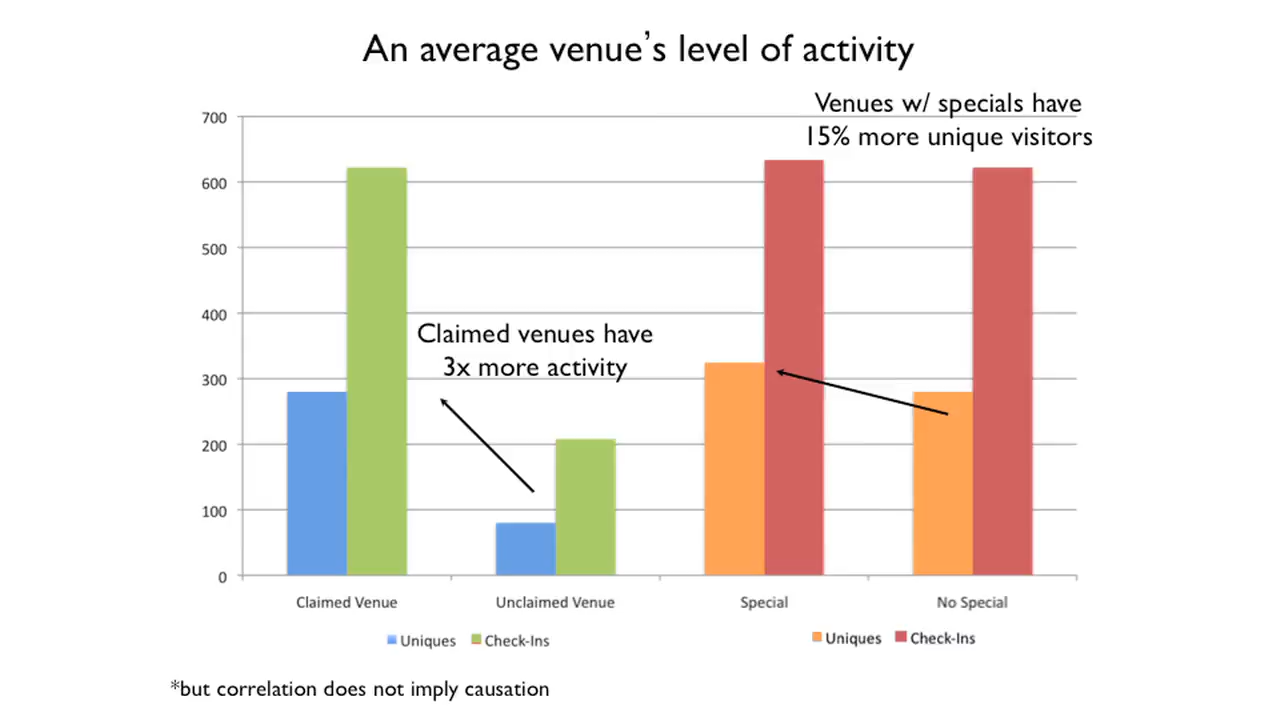 An average venue’s level of activity
Venues w/ specials have
15% more unique visitors
700
600
500
400
300
200
100
0
Claimed venues have
3x more activity
Claimed Venue
Unclaimed Venue
Special
No Special
Uniques
Check-Ins
Uniques
Check-Ins
*but correlation does not imply causation